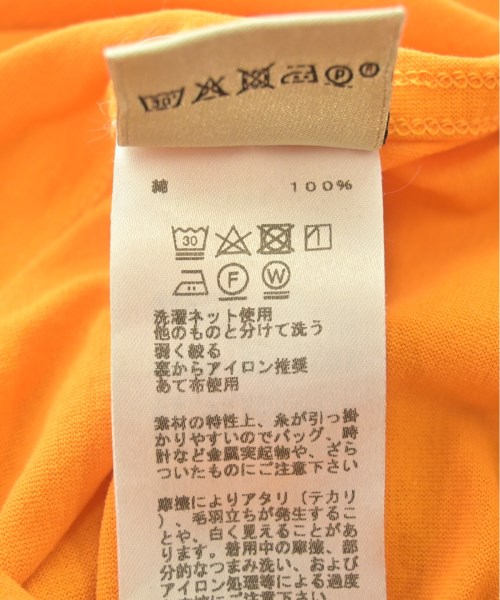 30
P
綿 100%
30
F W
洗濯ネット使用
他のものと分けて洗う
弱く絞る
裏からアイロン推奨
あて布使用
素材の特性上、糸が引っ掛
かりやすいのでバッグ、時
計など金属突起物や、ざら
ついたものにご注意下さい
摩擦によりアタリ（テカリ
）、毛羽立ちが発生するこ
とや、白く見えることがあ
ります。着用中の摩擦、部
分的なつまみ洗い、および
アイロン処理等による過度